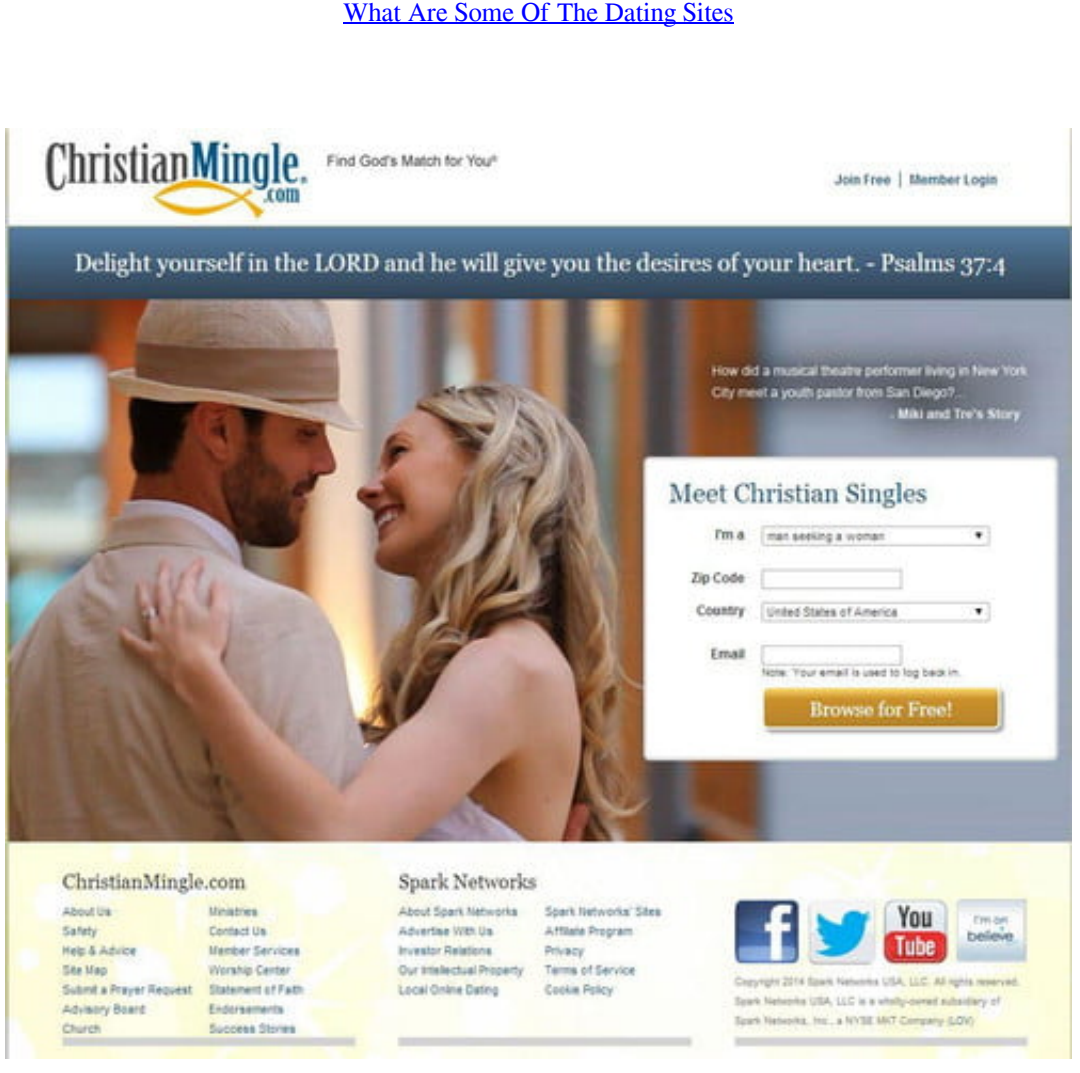 What Are Some Of The Dating Sites
ChristianMingle.com
Find God's Match for You®
Join Free | Member Login
Delight yourself in the LORD and he will give you the desires of your heart. - Psalms 37:4
How did a musical theatre performer living in New York
City meet a youth pastor from San Diego?...
- Miki and Tre's Story
Meet Christian Singles
I'm a man seeking a woman
Zip Code
Country United States of America
Email
Note: Your email is used to log back in.
Browse for Free!
ChristianMingle.com
About Us
Safety
Help & Advice
Site Map
Submit a Prayer Request
Advisory Board
Church
Ministries
Contact Us
Member Services
Worship Center
Statement of Faith
Endorsements
Success Stories
Spark Networks
About Spark Networks
Advertise With Us
Investor Relations
Our Intellectual Property
Local Online Dating
Spark Networks' Sites
Affiliate Program
Privacy
Terms of Service
Cookie Policy
f
You
Tube
I'm on
believe
Copyright 2014 Spark Networks USA, LLC. All rights reserved.
Spark Networks USA, LLC is a wholly-owned subsidiary of
Spark Networks, Inc., a NYSE MKT Company (LOV)